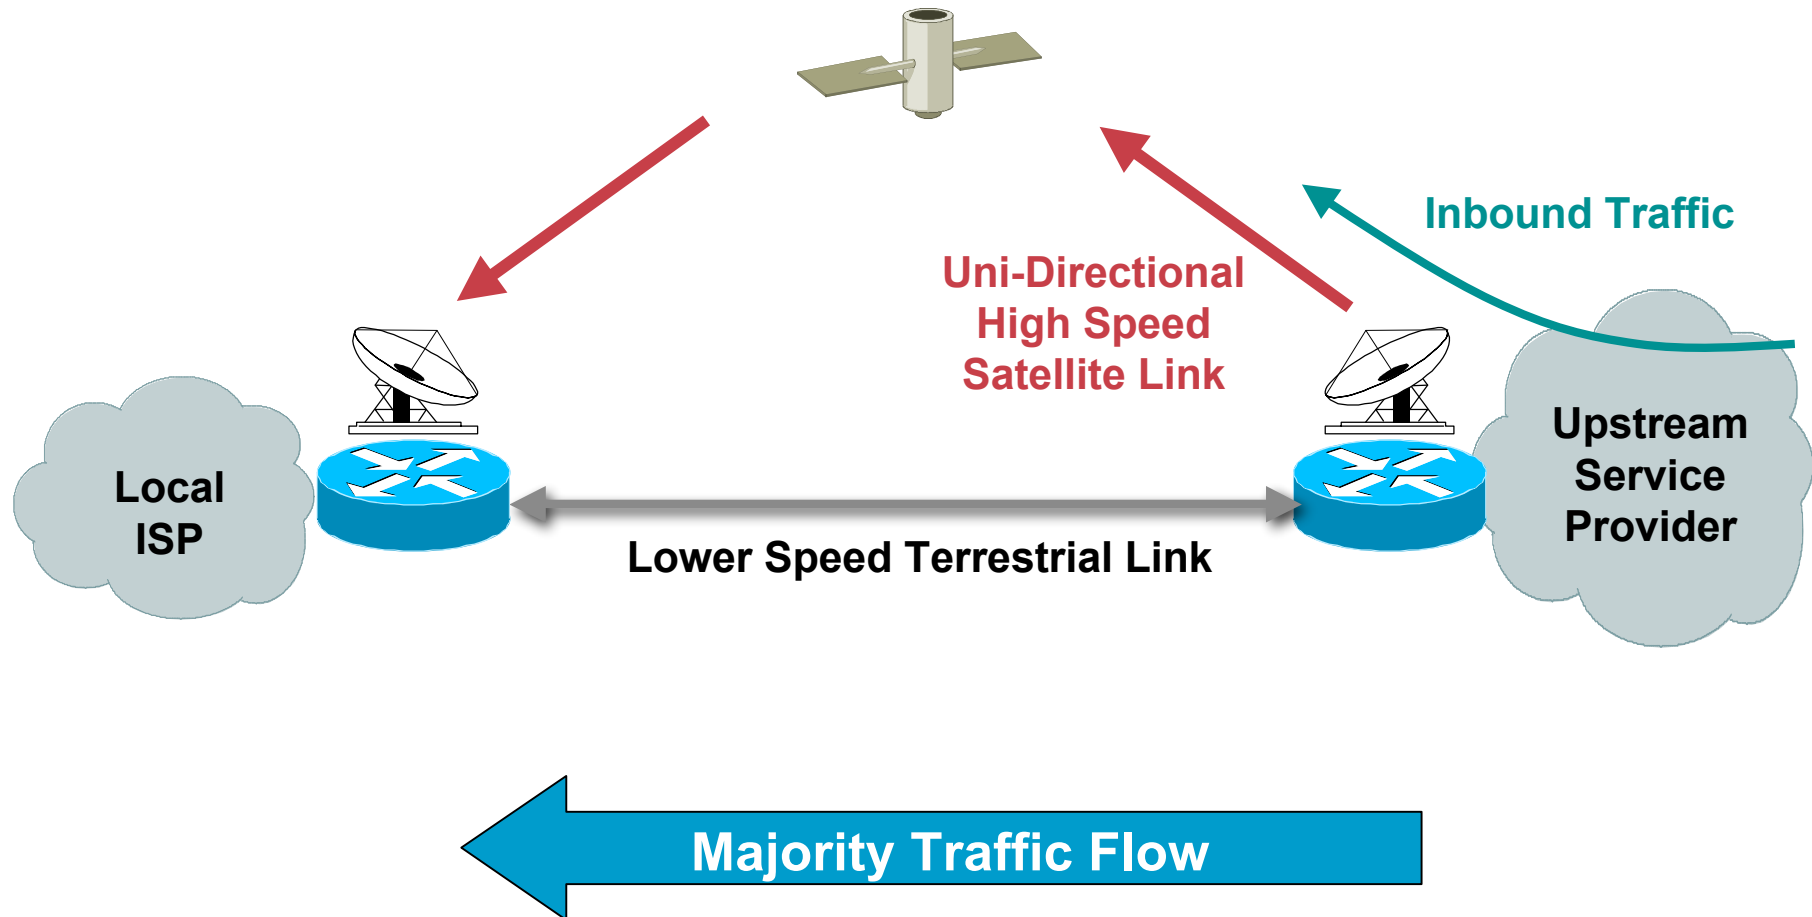 Inbound Traffic
Uni-Directional
High Speed
Satellite Link
Upstream
Service
Provider
Local
ISP
Lower Speed Terrestrial Link
Majority Traffic Flow